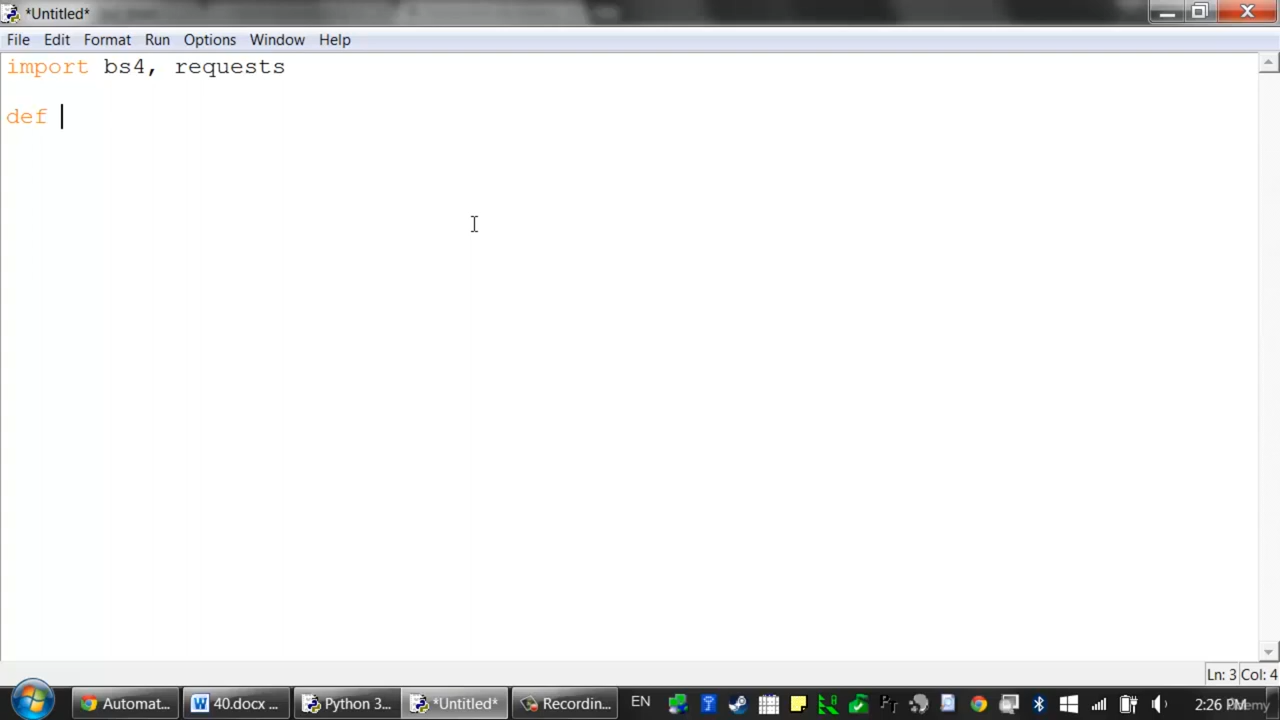 *Untitled*
File Edit Format Run Options Window Help
import bs4, requests
def
Ln: 3 Col: 4
Automat... 40.docx ... Python 3... *Untitled* Recordin... EN 2:26 PM